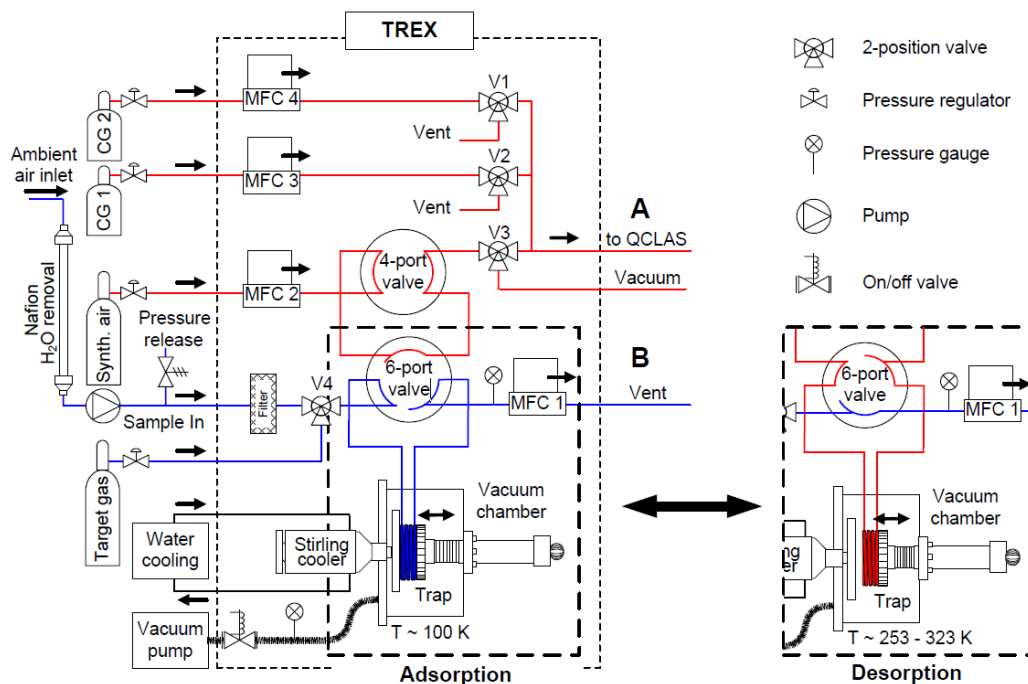 TREX
2-position valve
V1
MFC 4
CG 2
Vent
Pressure regulator
Ambient
air inlet
V2
MFC 3
CG 1
Vent
Pressure gauge
A
to QCLAS
V3
4-port
valve
Pump
MFC 2
Vacuum
Nafion
H2O removal
Synth. air
On/off valve
Pressure
release
B
6-port
valve
V4
Filter
MFC 1
Vent
Sample In
6-port
valve
MFC 1
Target gas
Vacuum
chamber
Water
cooling
Stirling
cooler
Trap
Vacuum
pump
T ~ 100 K
Adsorption
Vacuum
chamber
ng
er
Trap
T ~ 253 - 323 K
Desorption